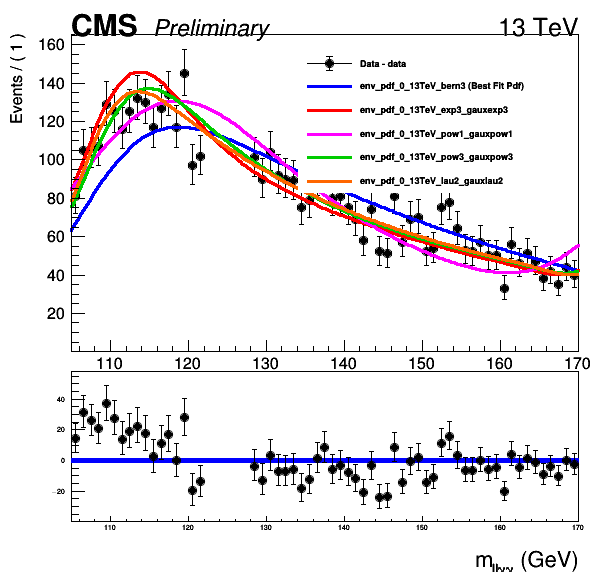 CMS Preliminary 13 TeV
Events / ( 1 )
160
140
120
100
80
60
40
20
Data - data
env_pdf_0_13TeV_bern3 (Best Fit Pdf)
env_pdf_0_13TeV_exp3_gauxexp3
env_pdf_0_13TeV_pow1_gauxpow1
env_pdf_0_13TeV_pow3_gauxpow3
env_pdf_0_13TeV_lau2_gauxlau2
110 120 130 140 150 160 170
40
20
0
−20
110 120 130 140 150 160 170
m_llγγ (GeV)